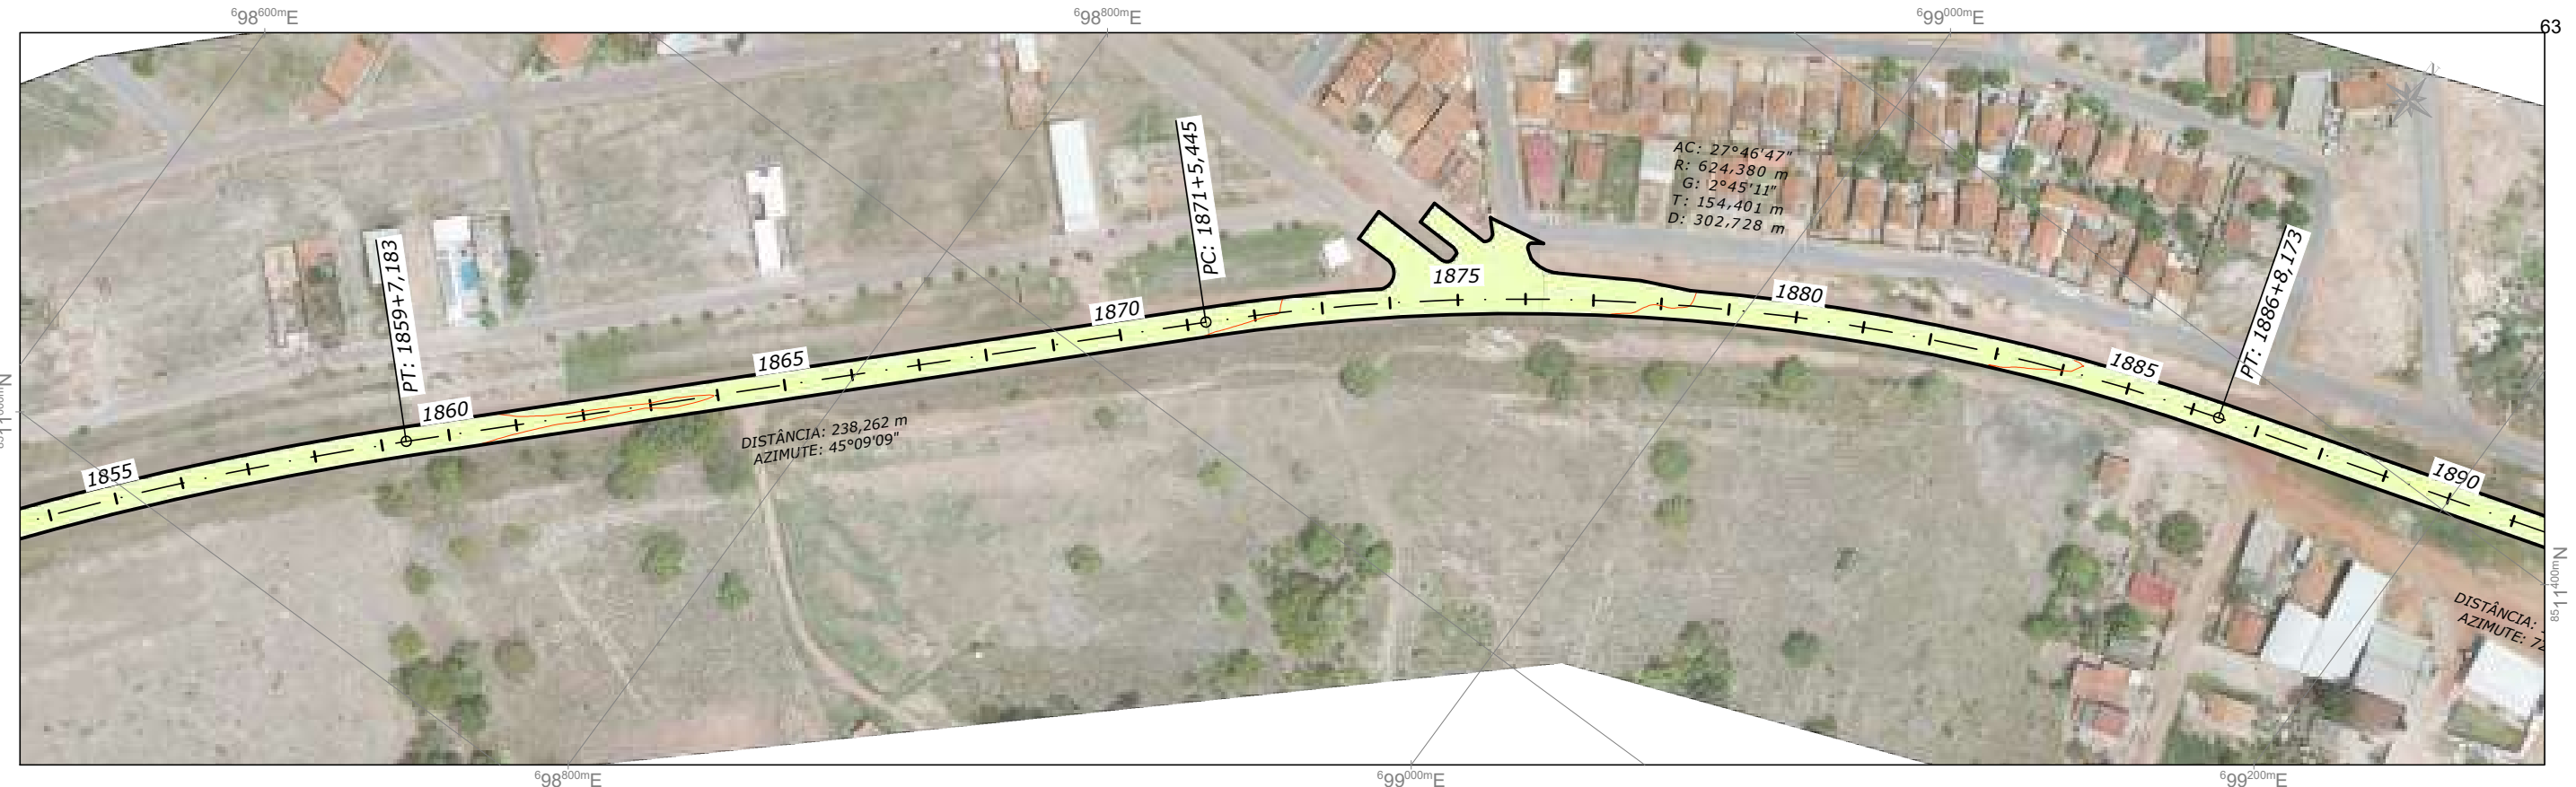 698600mE
698800mE
699000mE
63
N
PC: 1871+5,445
AC: 27°46'47"
R: 624,380 m
G: 2°45'11"
T: 154,401 m
D: 302,728 m
PT: 1859+7,183
PT: 1886+8,173
1855
1860
1865
1870
1875
1880
1885
1890
DISTÂNCIA: 238,262 m
AZIMUTE: 45°09'09"
DISTÂNCIA:
AZIMUTE: 72
8511400mN
698800mE
699000mE
699200mE